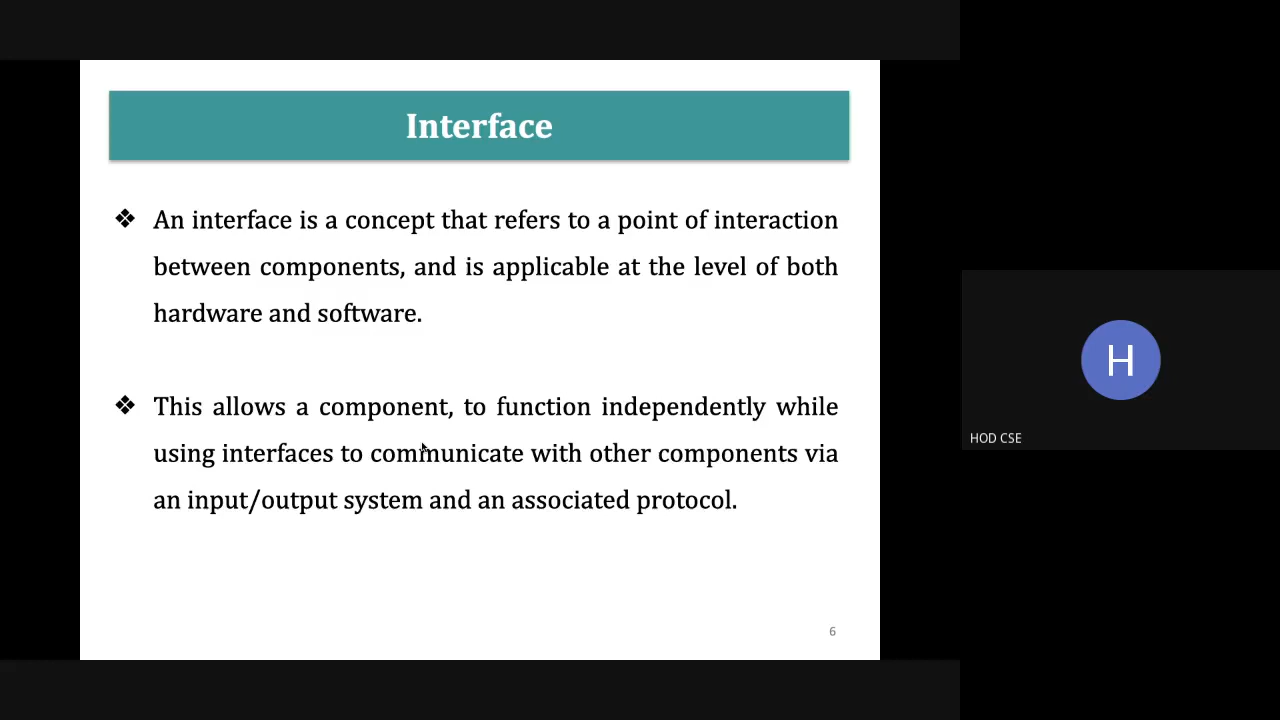 Interface
❖ An interface is a concept that refers to a point of interaction
between components, and is applicable at the level of both
hardware and software.
❖ This allows a component, to function independently while
using interfaces to communicate with other components via
an input/output system and an associated protocol.
6
H
HOD CSE